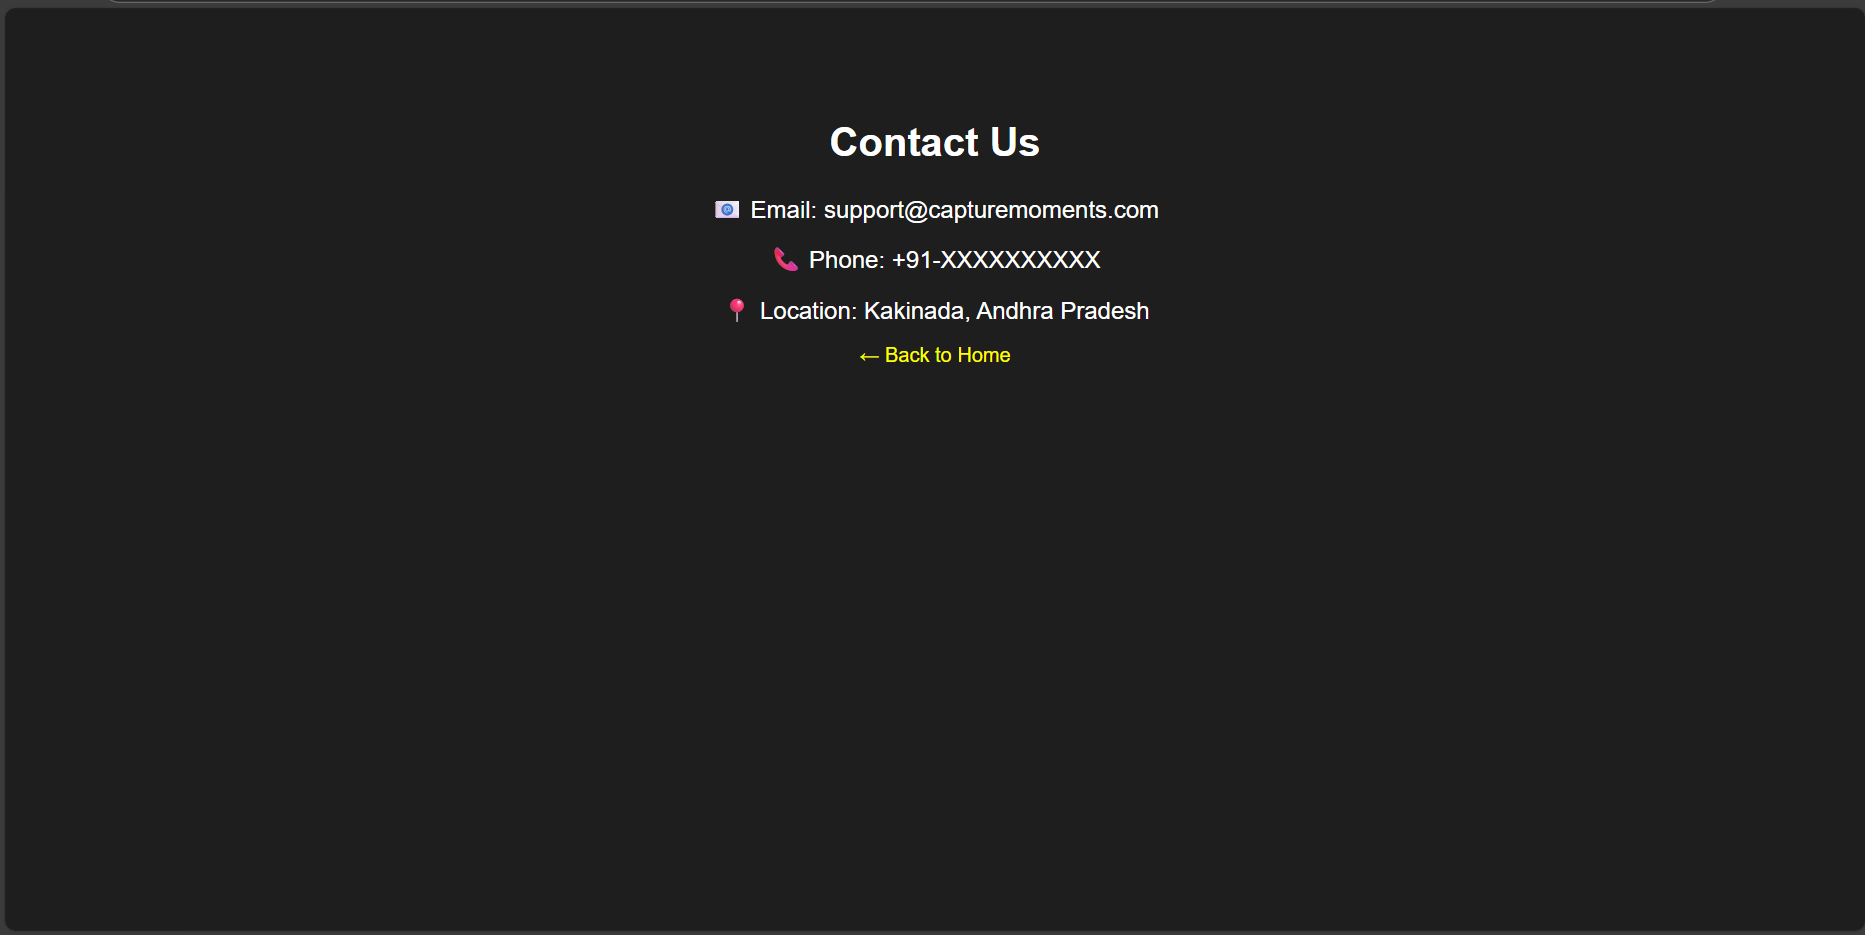 Contact Us
📧 Email: support@capturemoments.com
📞 Phone: +91-XXXXXXXXXX
📍 Location: Kakinada, Andhra Pradesh
← Back to Home